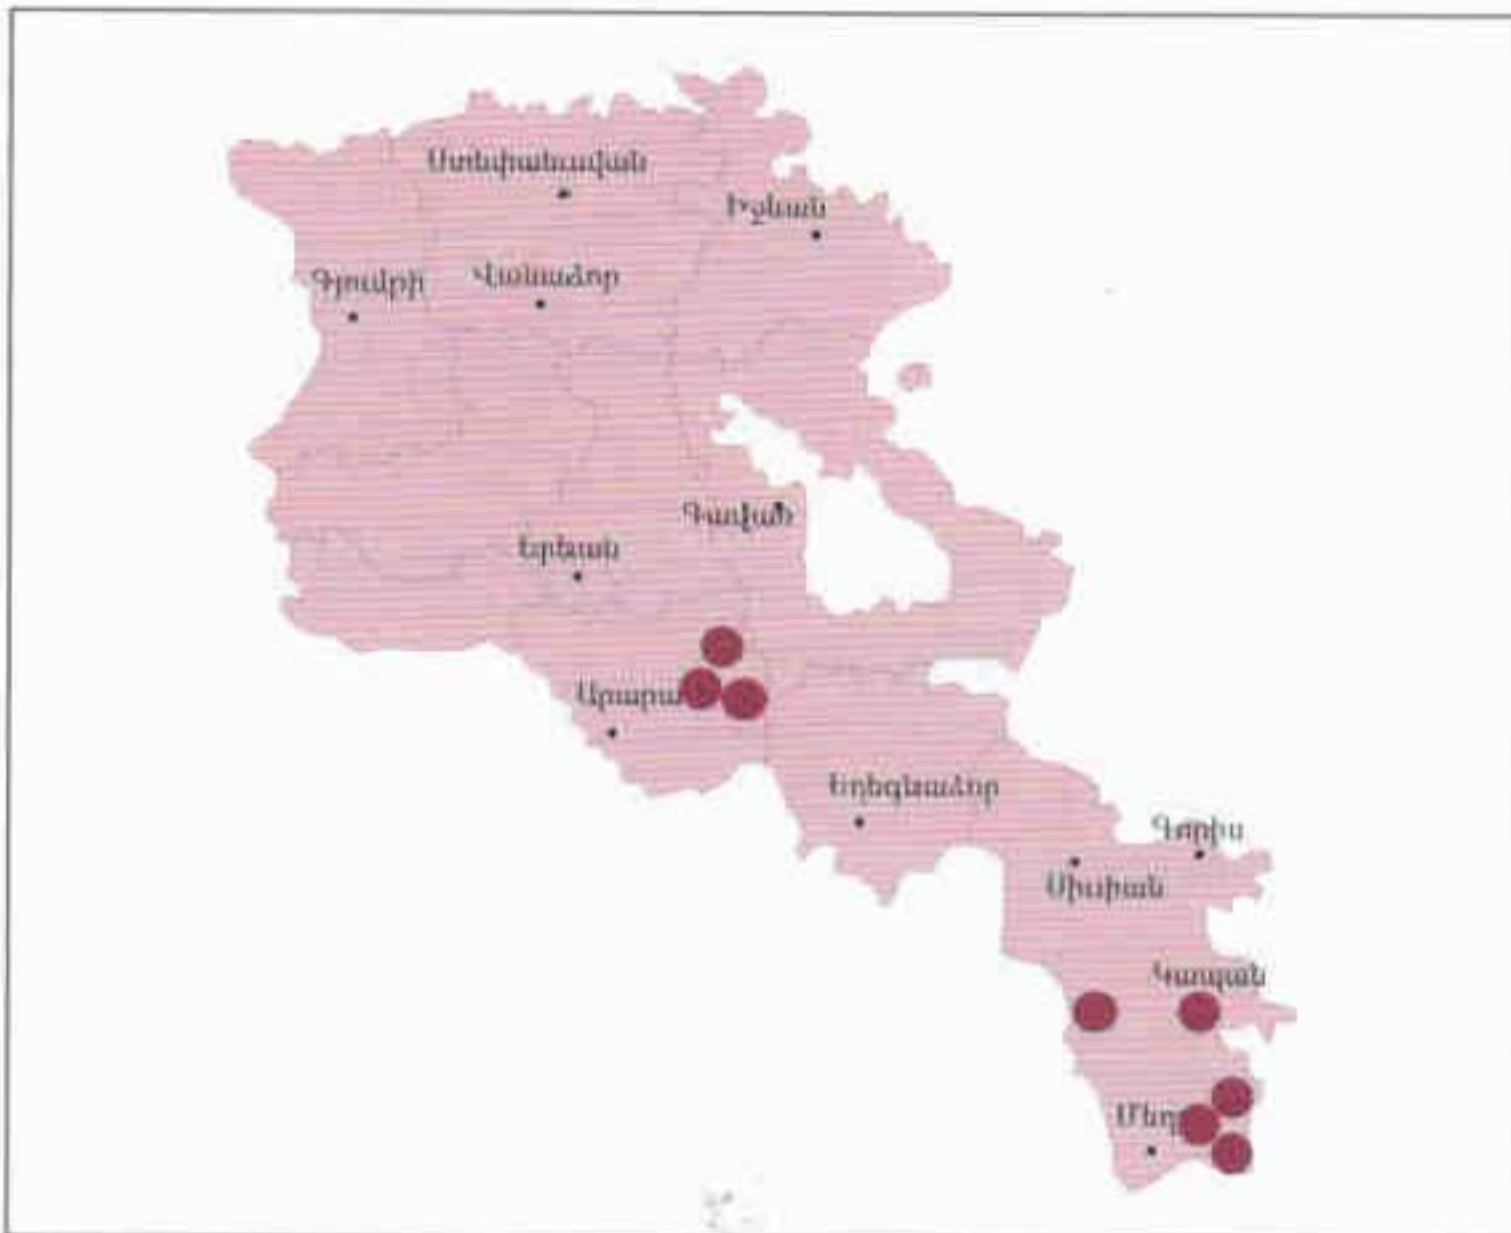 Ստեփանավան
Իջևան
Գյումրի
Վանաձոր
Գավառ
Երևան
Արարա
Եղեգնաձոր
Գորիս
Սիսիան
Կապան
Մեղ